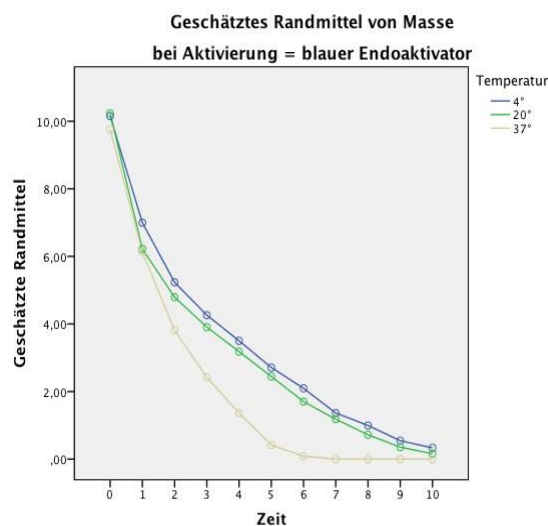 Geschätztes Randmittel von Masse
bei Aktivierung = blauer Endoaktivator
Temperatur
4°
20°
37°
Geschätzte Randmittel
10,00
8,00
6,00
4,00
2,00
,00
0 1 2 3 4 5 6 7 8 9 10
Zeit